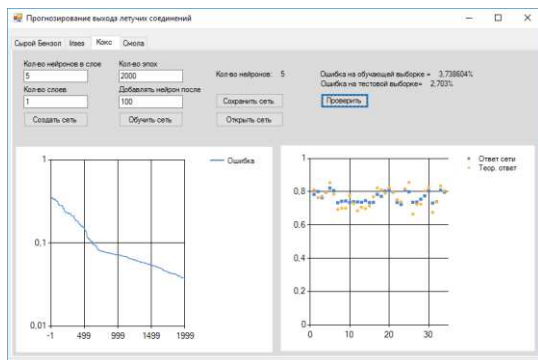 Прогнозирование выхода летучих соединений
Сырой Бензол Irises Кокс Смола
Кол-во нейронов в слое
5
Кол-во слоев
1
Создать сеть
Кол-во эпох
2000
Добавлять нейрон после
100
Обучить сеть
Кол-во нейронов: 5
Сохранить сеть
Открыть сеть
Ошибка на обучающей выборке = 3,738604%
Ошибка на тестовой выборке= 2,703%
Проверить
1
0,1
0,01
-1 499 999 1499 1999
Ошибка
1
0,8
0,6
0,4
0,2
0
0 10 20 30
Ответ сети
Теор. ответ